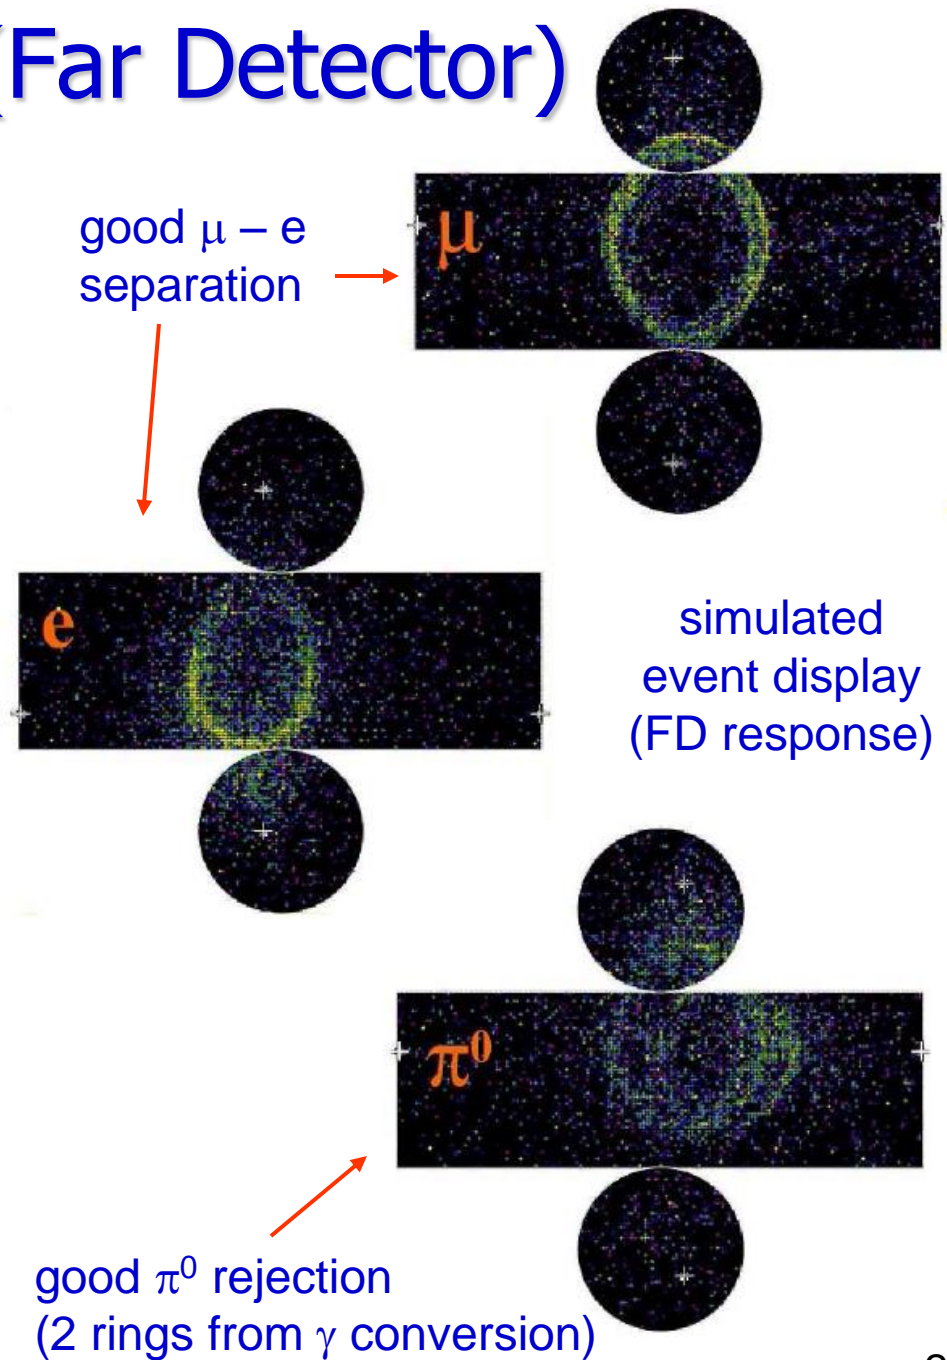 (Far Detector)
good μ – e
separation
μ
e
simulated
event display
(FD response)
π⁰
good π⁰ rejection
(2 rings from γ conversion)